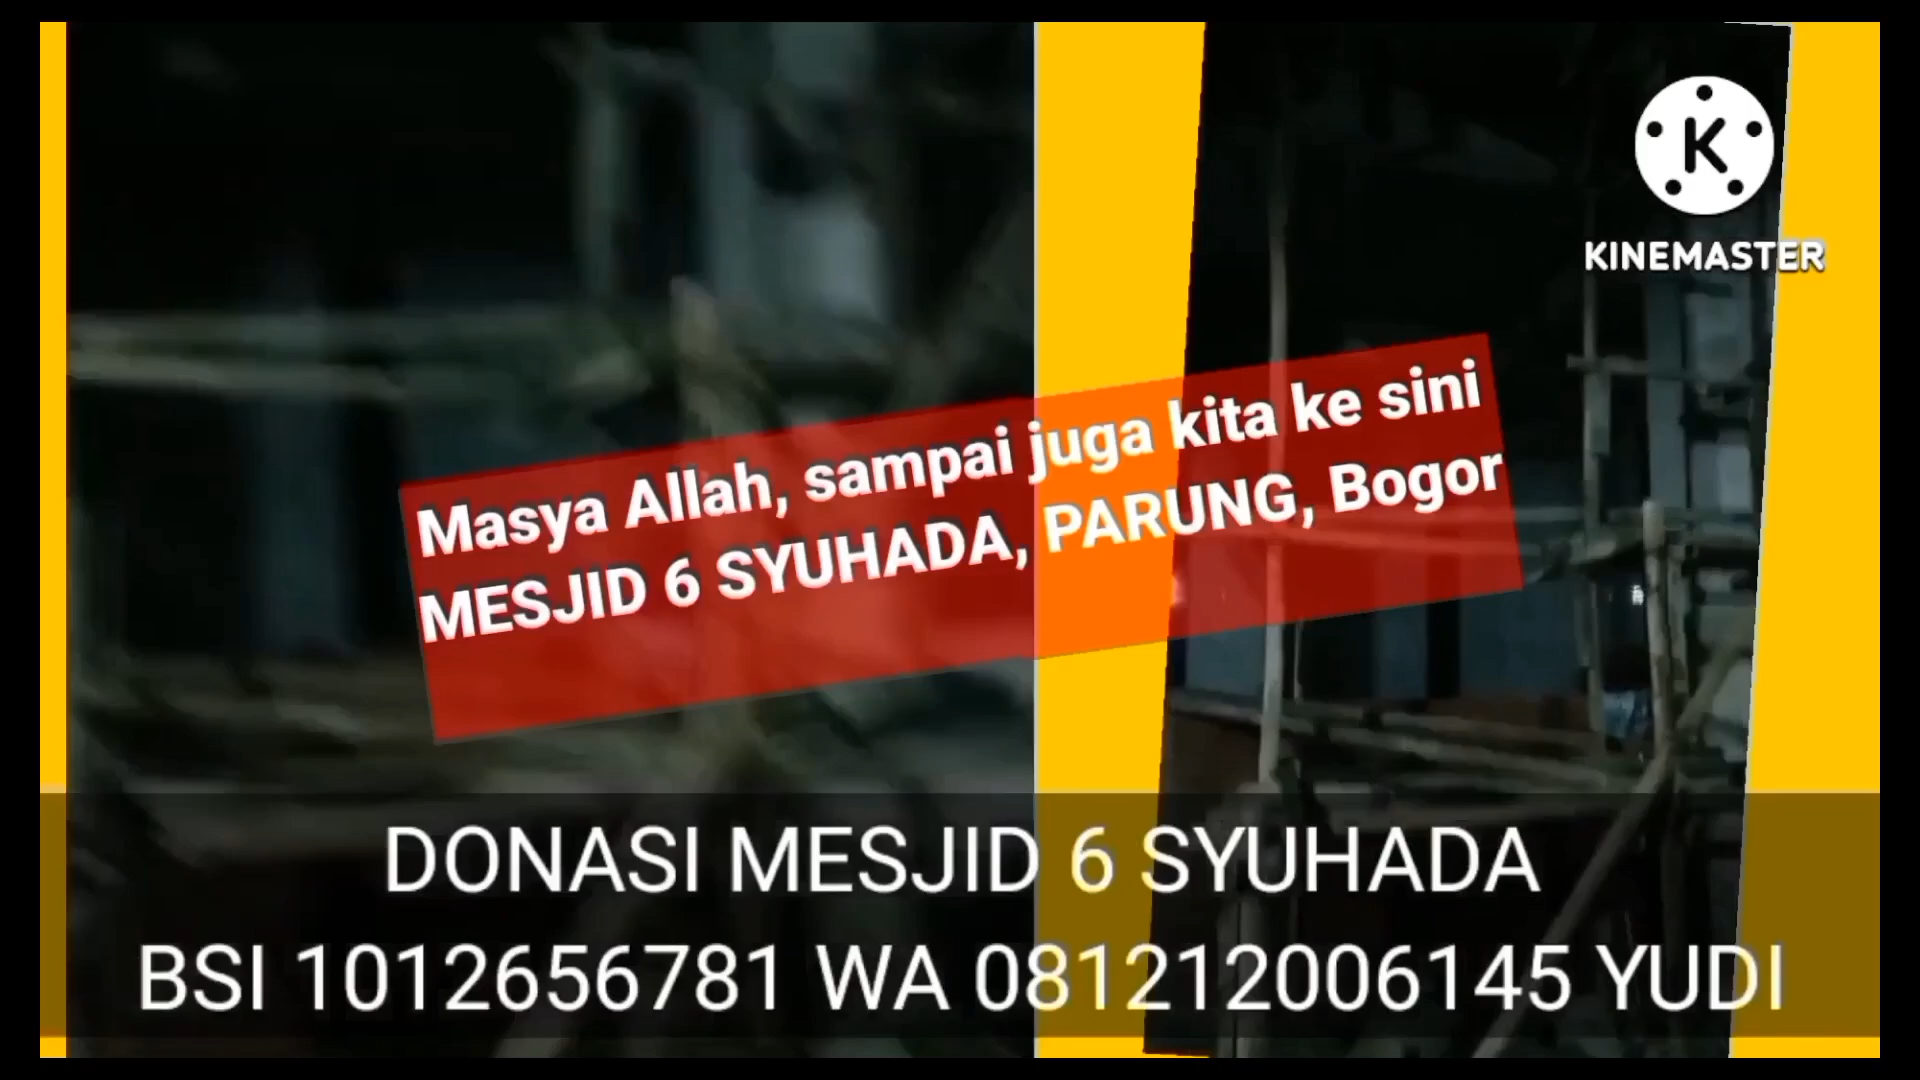 K
KINEMASTER
Masya Allah, sampai juga kita ke sini
MESJID 6 SYUHADA, PARUNG, Bogor
DONASI MESJID 6 SYUHADA
BSI 1012656781 WA 081212006145 YUDI